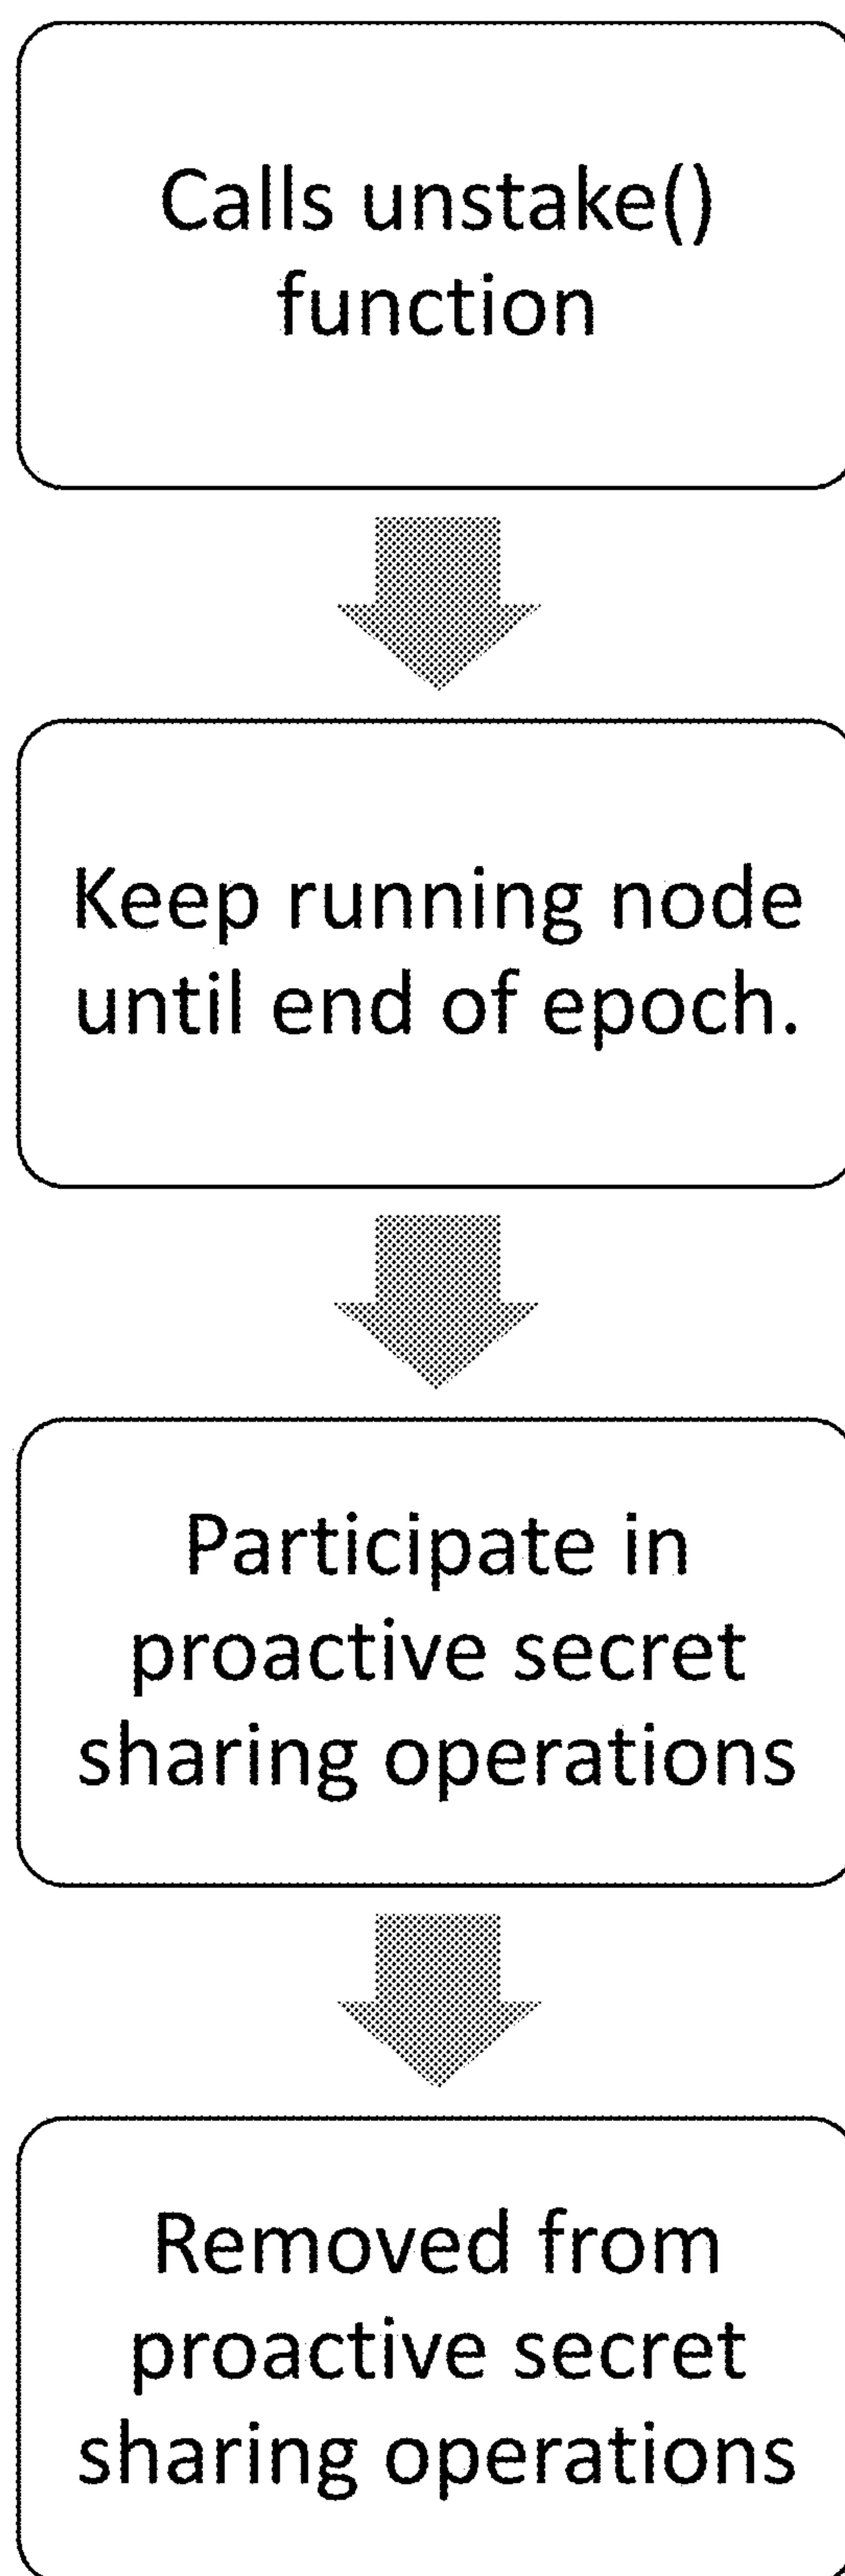 Calls unstake()
function
Keep running node
until end of epoch.
Participate in
proactive secret
sharing operations
Removed from
proactive secret
sharing operations